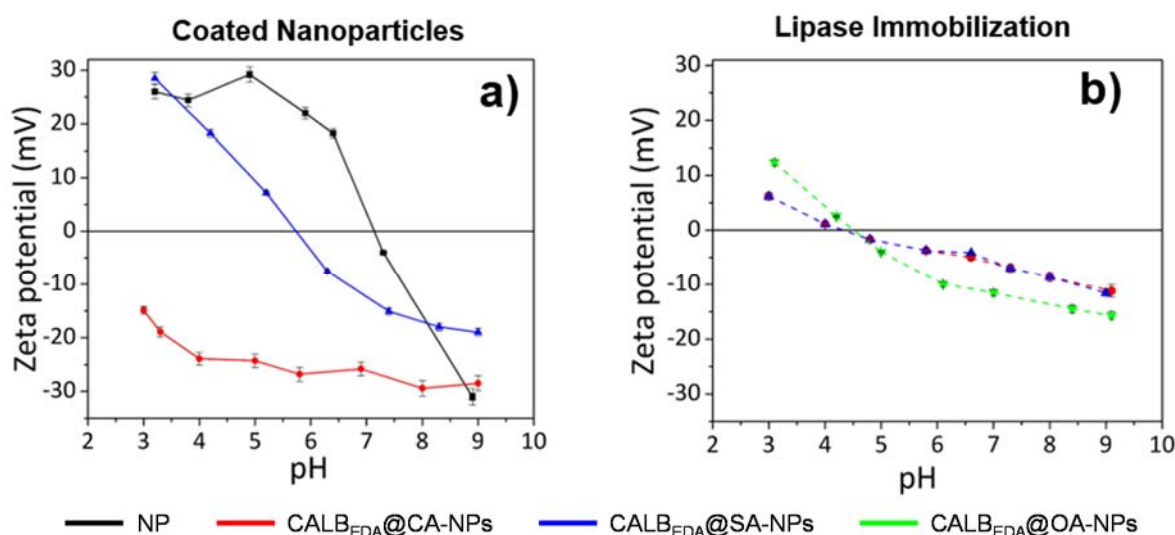 Coated Nanoparticles
Zeta potential (mV)
30
20
10
0
-10
-20
-30
a)
2 3 4 5 6 7 8 9 10
pH
Lipase Immobilization
Zeta potential (mV)
30
20
10
0
-10
-20
-30
b)
2 3 4 5 6 7 8 9 10
pH
NP CALBEDA@CA-NPs CALBEDA@SA-NPs CALBEDA@OA-NPs